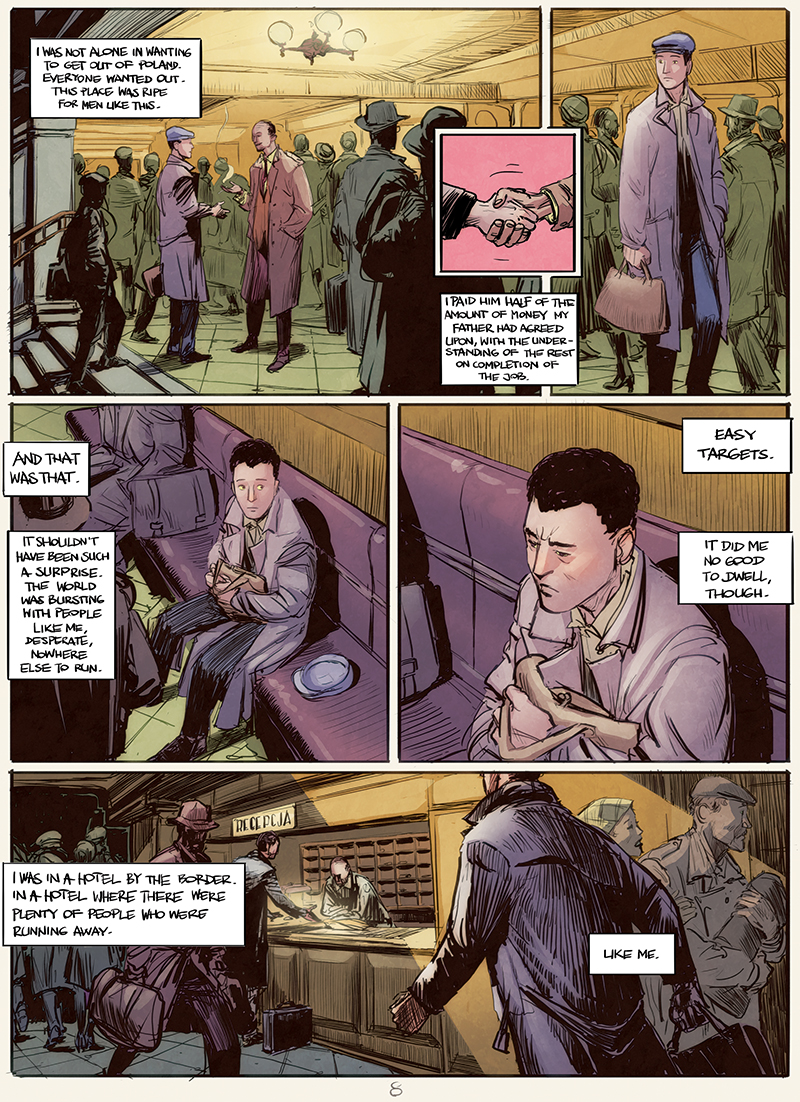 I WAS NOT ALONE IN WANTING
TO GET OUT OF POLAND.
EVERYONE WANTED OUT.
THIS PLACE WAS RIPE
FOR MEN LIKE THIS.
I PAID HIM HALF OF THE
AMOUNT OF MONEY MY
FATHER HAD AGREED
UPON, WITH THE UNDER-
STANDING OF THE REST
ON COMPLETION OF
THE JOB.
AND THAT
WAS THAT.
IT SHOULDN'T
HAVE BEEN SUCH
A SURPRISE.
THE WORLD
WAS BURSTING
WITH PEOPLE
LIKE ME,
DESPERATE,
NOWHERE
ELSE TO RUN.
EASY
TARGETS.
IT DID ME
NO GOOD
TO DWELL,
THOUGH.
RECEPCJA
I WAS IN A HOTEL BY THE BORDER.
IN A HOTEL WHERE THERE WERE
PLENTY OF PEOPLE WHO WERE
RUNNING AWAY.
LIKE ME.
8